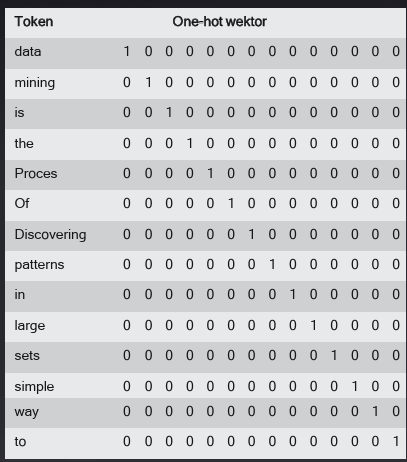 Token One-hot wektor
data 1 0 0 0 0 0 0 0 0 0 0 0 0 0
mining 0 1 0 0 0 0 0 0 0 0 0 0 0 0
is 0 0 1 0 0 0 0 0 0 0 0 0 0 0
the 0 0 0 1 0 0 0 0 0 0 0 0 0 0
Proces 0 0 0 0 1 0 0 0 0 0 0 0 0 0
Of 0 0 0 0 0 1 0 0 0 0 0 0 0 0
Discovering 0 0 0 0 0 0 1 0 0 0 0 0 0 0
patterns 0 0 0 0 0 0 0 1 0 0 0 0 0 0
in 0 0 0 0 0 0 0 0 1 0 0 0 0 0
large 0 0 0 0 0 0 0 0 0 1 0 0 0 0
sets 0 0 0 0 0 0 0 0 0 0 1 0 0 0
simple 0 0 0 0 0 0 0 0 0 0 0 1 0 0
way 0 0 0 0 0 0 0 0 0 0 0 0 1 0
to 0 0 0 0 0 0 0 0 0 0 0 0 0 1